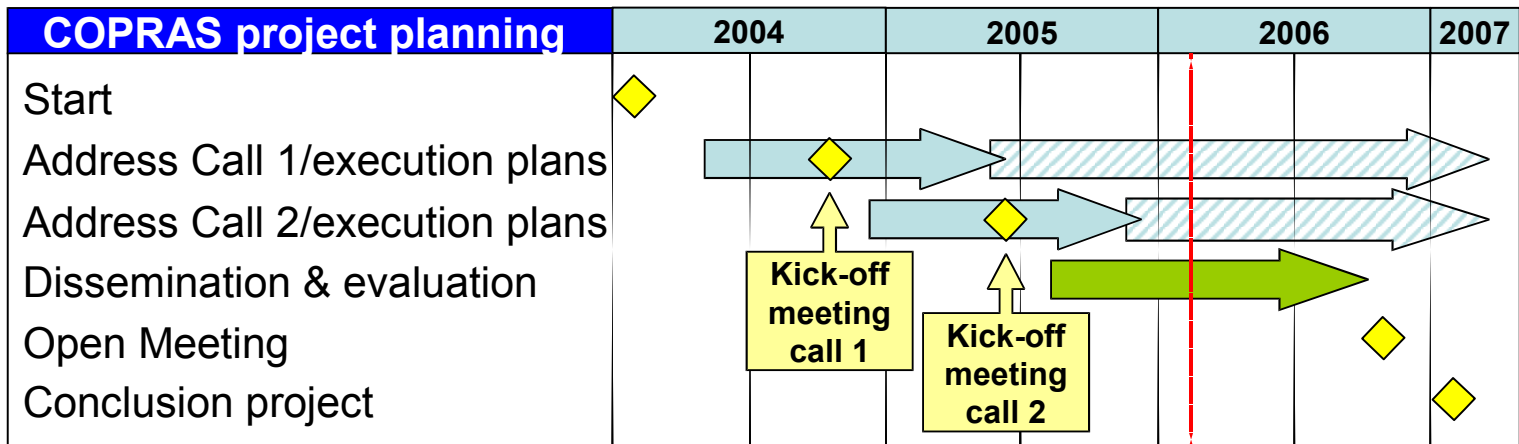 COPRAS project planning
2004
2005
2006
2007
Start
Address Call 1/execution plans
Address Call 2/execution plans
Dissemination & evaluation
Open Meeting
Conclusion project
Kick-off
meeting
call 1
Kick-off
meeting
call 2